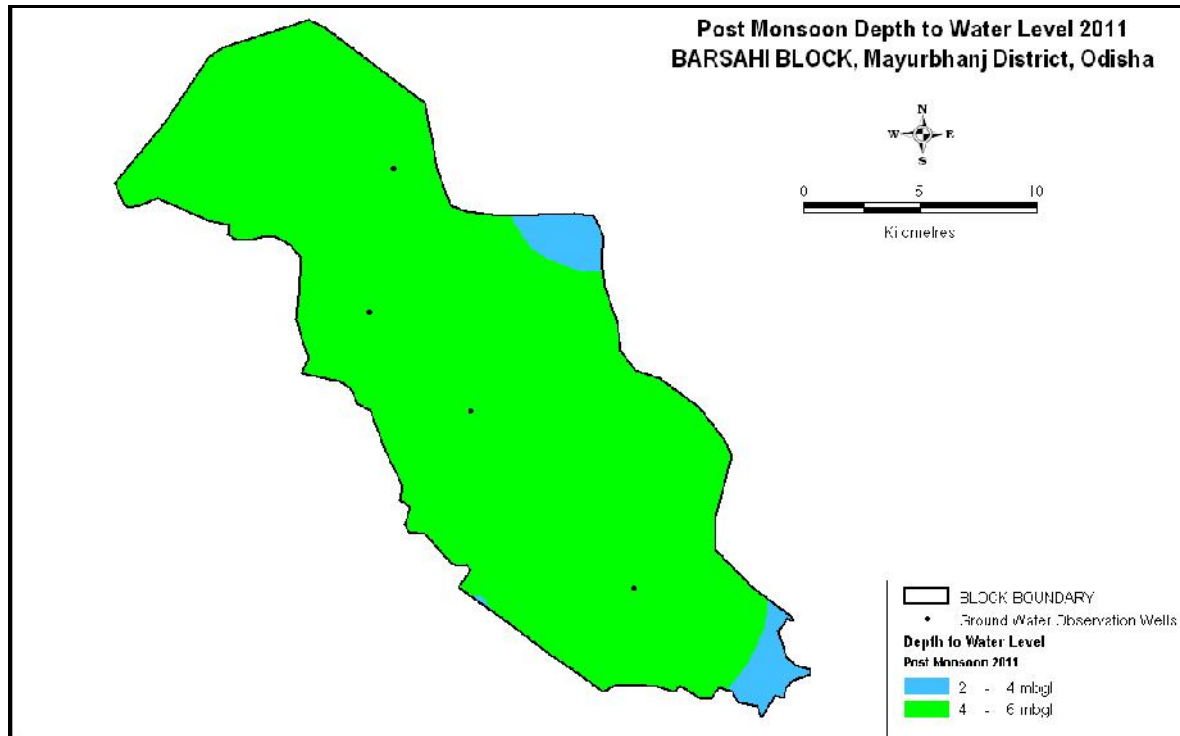 Post Monsoon Depth to Water Level 2011
BARSAHI BLOCK, Mayurbhanj District, Odisha
N
W E
S
0 5 10
Kilometres
BLOCK BOUNDARY
Ground Water Observation Wells
Depth to Water Level
Post Monsoon 2011
2 - 4 mbgl
4 - 6 mbgl